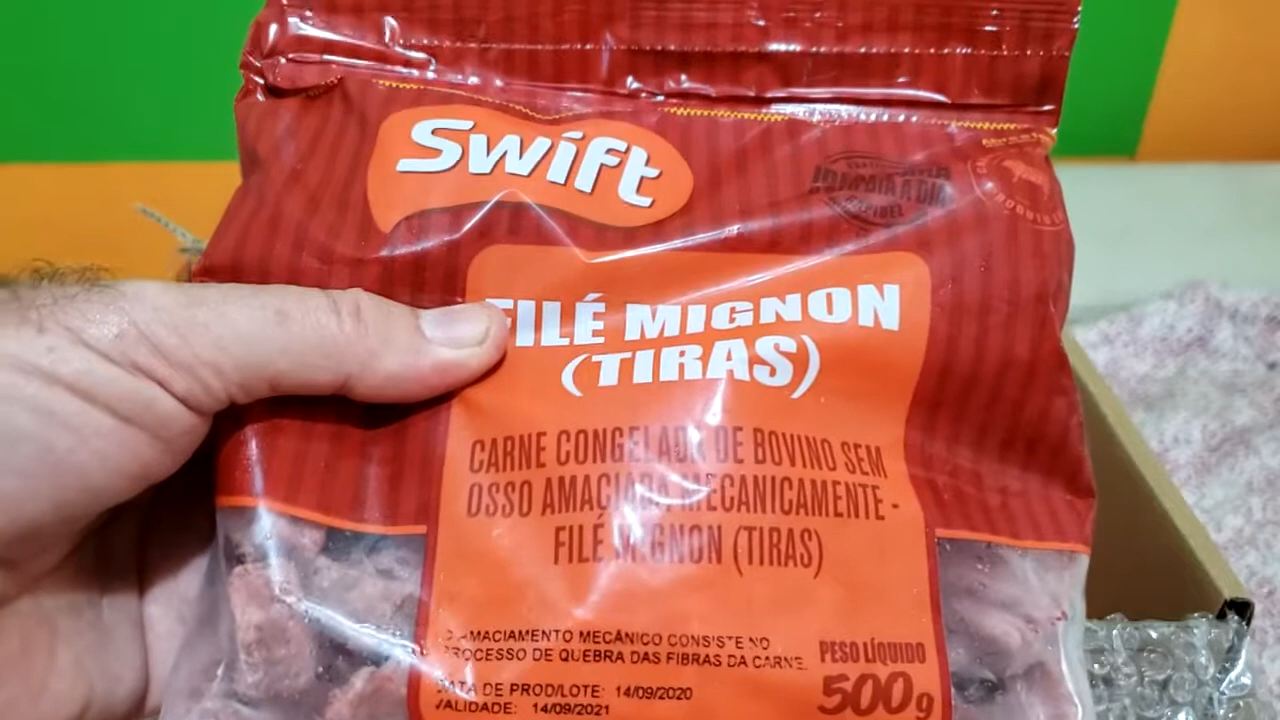 Swift
FILÉ MIGNON
(TIRAS)
CARNE CONGELADA DE BOVINO SEM
OSSO AMACIADA MECANICAMENTE -
FILÉ MIGNON (TIRAS)
O AMACIAMENTO MECÂNICO CONSISTE NO
PROCESSO DE QUEBRA DAS FIBRAS DA CARNE.
DATA DE PROD/LOTE: 14/09/2020
VALIDADE: 14/09/2021
PESO LÍQUIDO
500g